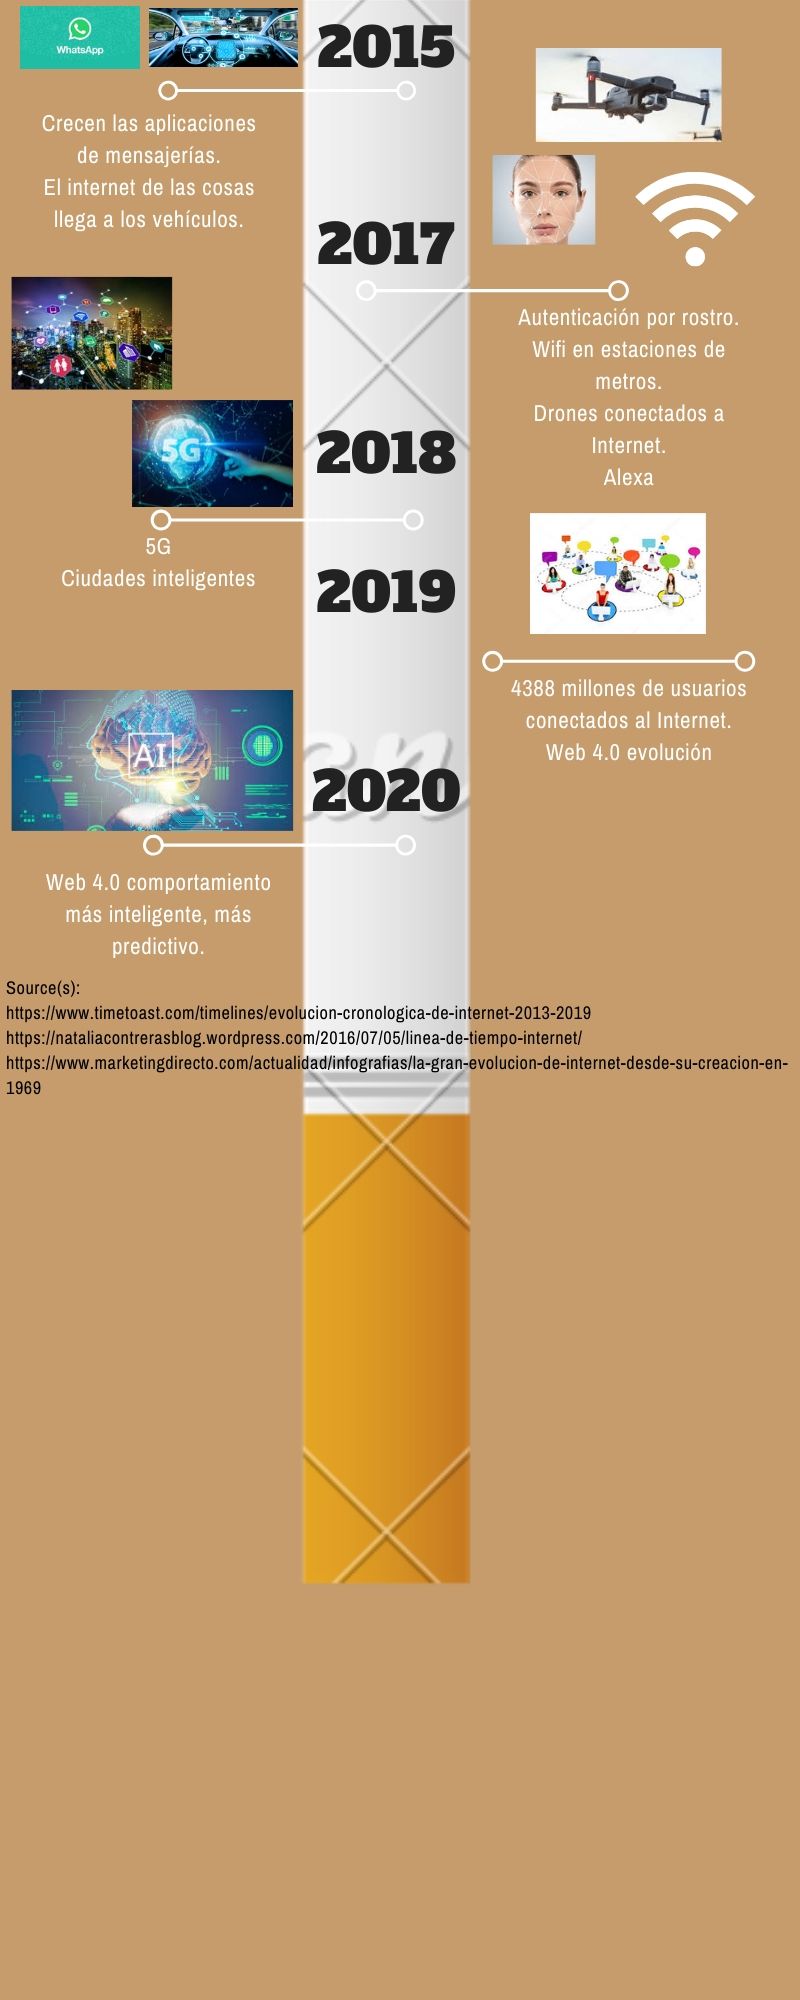 WhatsApp
2015
Crecen las aplicaciones
de mensajerías.
El internet de las cosas
llega a los vehículos.
2017
Autenticación por rostro.
Wifi en estaciones de
metros.
Drones conectados a
Internet.
Alexa
5G
2018
5G
Ciudades inteligentes
2019
4388 millones de usuarios
conectados al Internet.
Web 4.0 evolución
AI
2020
Web 4.0 comportamiento
más inteligente, más
predictivo.
Source(s):
https://www.timetoast.com/timelines/evolucion-cronologica-de-internet-2013-2019
https://nataliacontrerasblog.wordpress.com/2016/07/05/linea-de-tiempo-internet/
https://www.marketingdirecto.com/actualidad/infografias/la-gran-evolucion-de-internet-desde-su-creacion-en-
1969